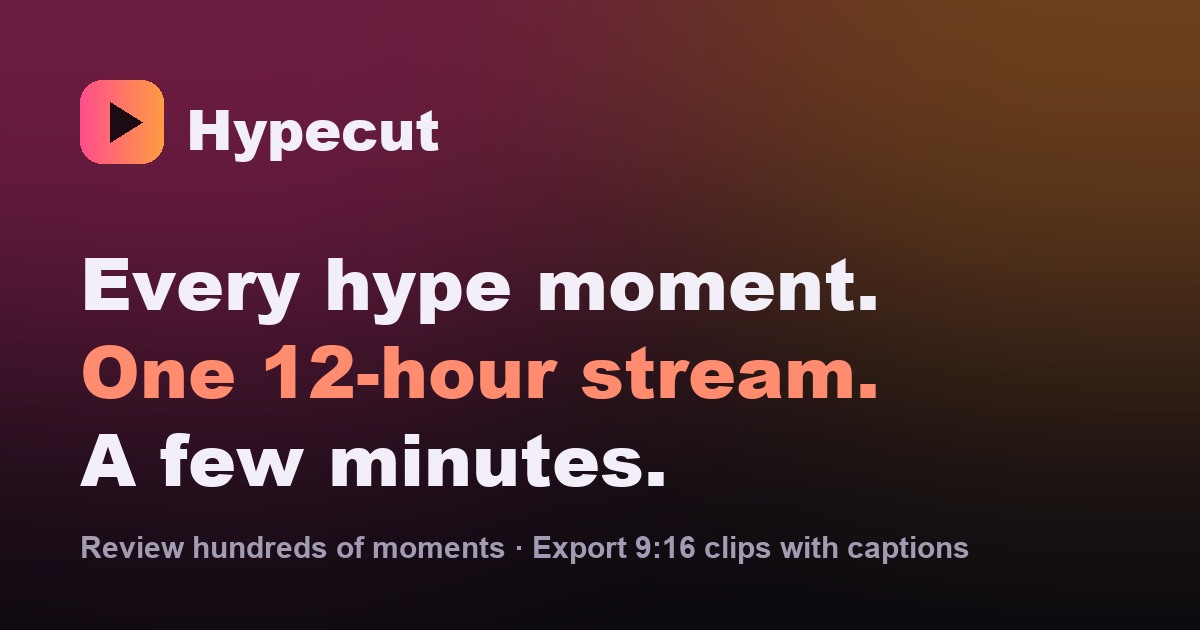 Hypecut
Every hype moment.
One 12-hour stream.
A few minutes.
Review hundreds of moments · Export 9:16 clips with captions